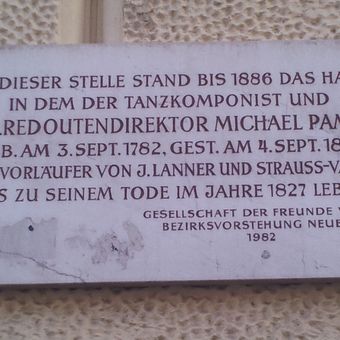 DIESER STELLE STAND BIS 1886 DAS HA
IN DEM DER TANZKOMPONIST UND
.REDOUTENDIREKTOR MICHAEL PAM
B. AM 3. SEPT. 1782, GEST. AM 4. SEPT. 18
VORLÄUFER VON J. LANNER UND STRAUSS-VA
S ZU SEINEM TODE IM JAHRE 1827 LEB
GESELLSCHAFT DER FREUNDE
BEZIRKSVORSTEHUNG NEUB
1982